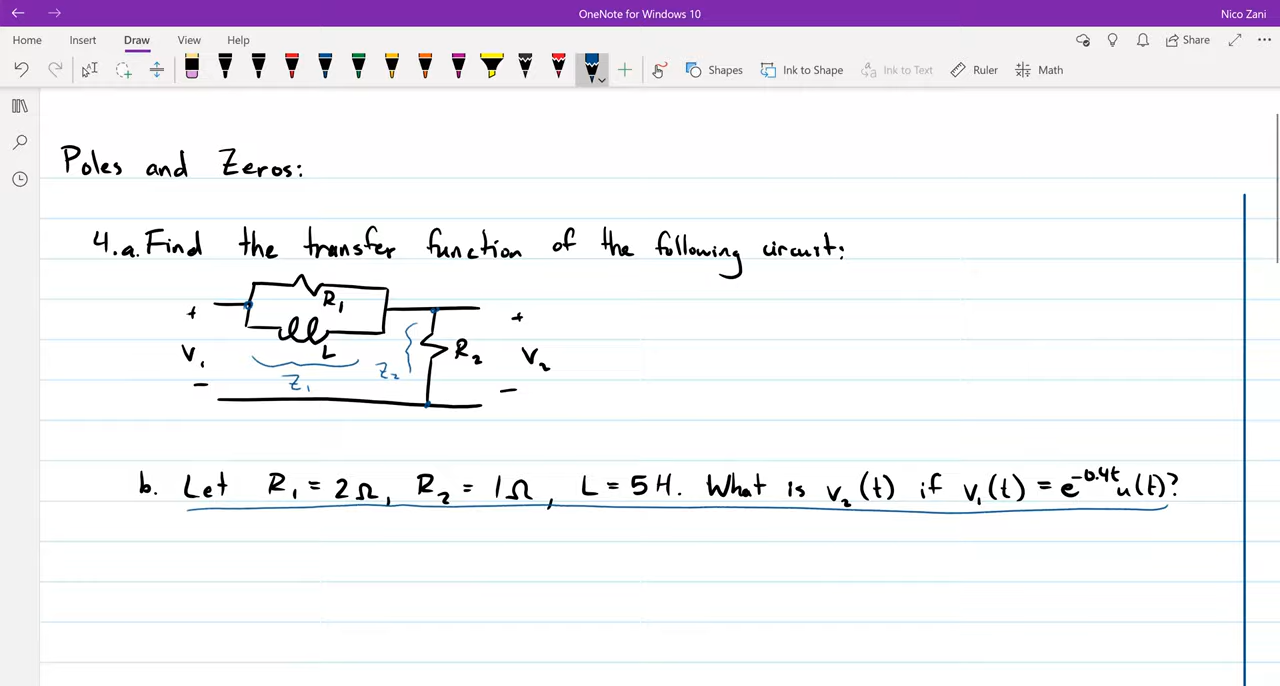 OneNote for Windows 10
Nico Zani
Home Insert Draw View Help
Share
Shapes Ink to Shape Ink to Text Ruler Math
Poles and Zeros:
4.a. Find the transfer function of the following circuit:
R₁
+ +
L
V₁ Z₂ R₂ V₂
Z₁
− −
b. Let R₁ = 2Ω, R₂ = 1Ω, L = 5H. What is v₂(t) if v₁(t) = e^-0.4t u(t)?